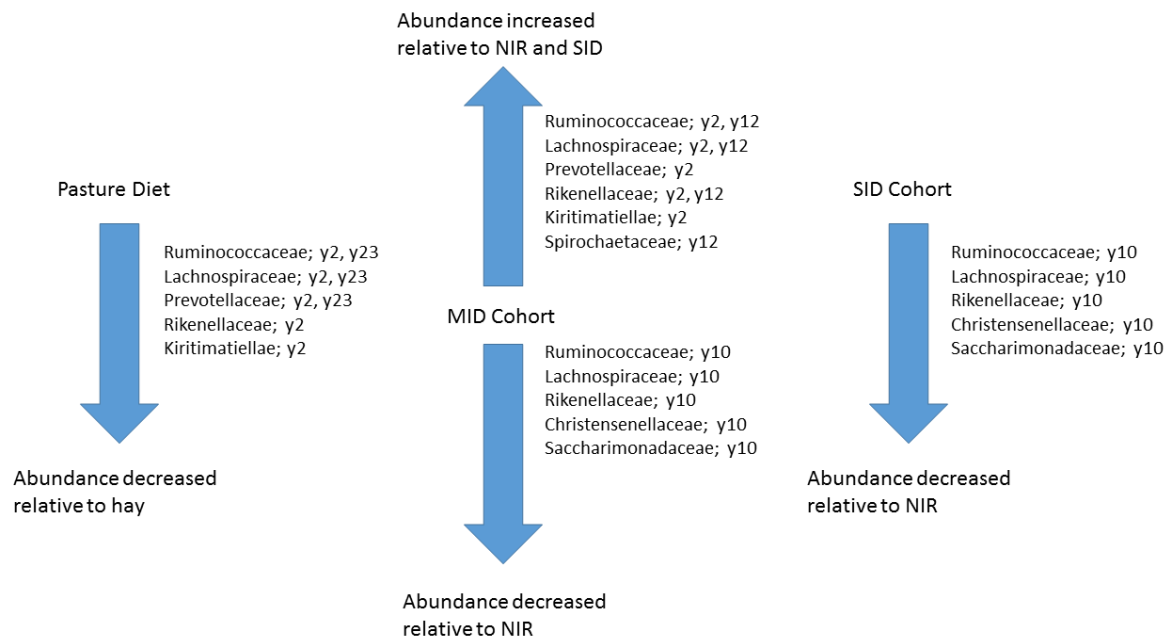 Abundance increased
relative to NIR and SID
Ruminococcaceae; y2, y12
Lachnospiraceae; y2, y12
Prevotellaceae; y2
Rikenellaceae; y2, y12
Kiritimatiellae; y2
Spirochaetaceae; y12
Pasture Diet
Ruminococcaceae; y2, y23
Lachnospiraceae; y2, y23
Prevotellaceae; y2, y23
Rikenellaceae; y2
Kiritimatiellae; y2
Abundance decreased
relative to hay
MID Cohort
Ruminococcaceae; y10
Lachnospiraceae; y10
Rikenellaceae; y10
Christensenellaceae; y10
Saccharimonadaceae; y10
Abundance decreased
relative to NIR
SID Cohort
Ruminococcaceae; y10
Lachnospiraceae; y10
Rikenellaceae; y10
Christensenellaceae; y10
Saccharimonadaceae; y10
Abundance decreased
relative to NIR